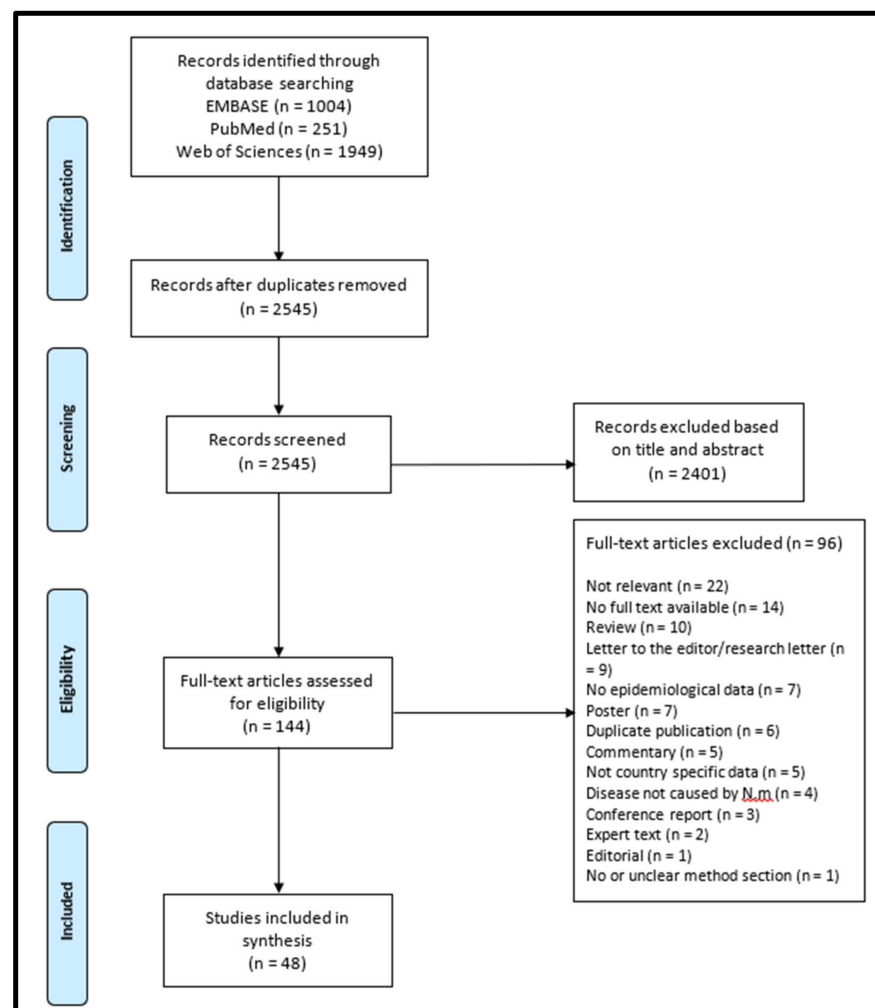 Records identified through
database searching
EMBASE (n = 1004)
PubMed (n = 251)
Web of Sciences (n = 1949)
Identification
Records after duplicates removed
(n = 2545)
Screening
Records screened
(n = 2545)
Records excluded based
on title and abstract
(n = 2401)
Eligibility
Full-text articles assessed
for eligibility
(n = 144)
Full-text articles excluded (n = 96)
Not relevant (n = 22)
No full text available (n = 14)
Review (n = 10)
Letter to the editor/research letter (n
= 9)
No epidemiological data (n = 7)
Poster (n = 7)
Duplicate publication (n = 6)
Commentary (n = 5)
Not country specific data (n = 5)
Disease not caused by N.m (n = 4)
Conference report (n = 3)
Expert text (n = 2)
Editorial (n = 1)
No or unclear method section (n = 1)
Included
Studies included in
synthesis
(n = 48)